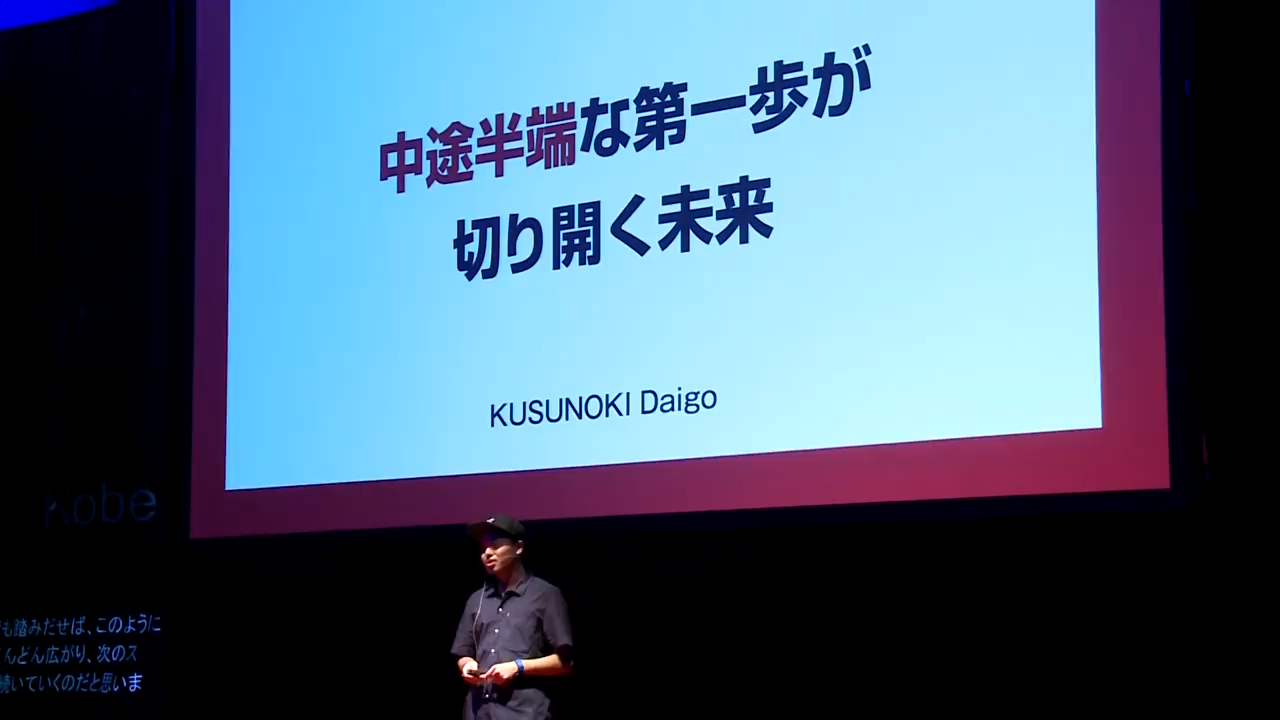 中途半端な第一歩が
切り開く未来
KUSUNOKI Daigo
Kobe
も踏みだせば、このように
んどん広がり、次のス
続いていくのだと思いま